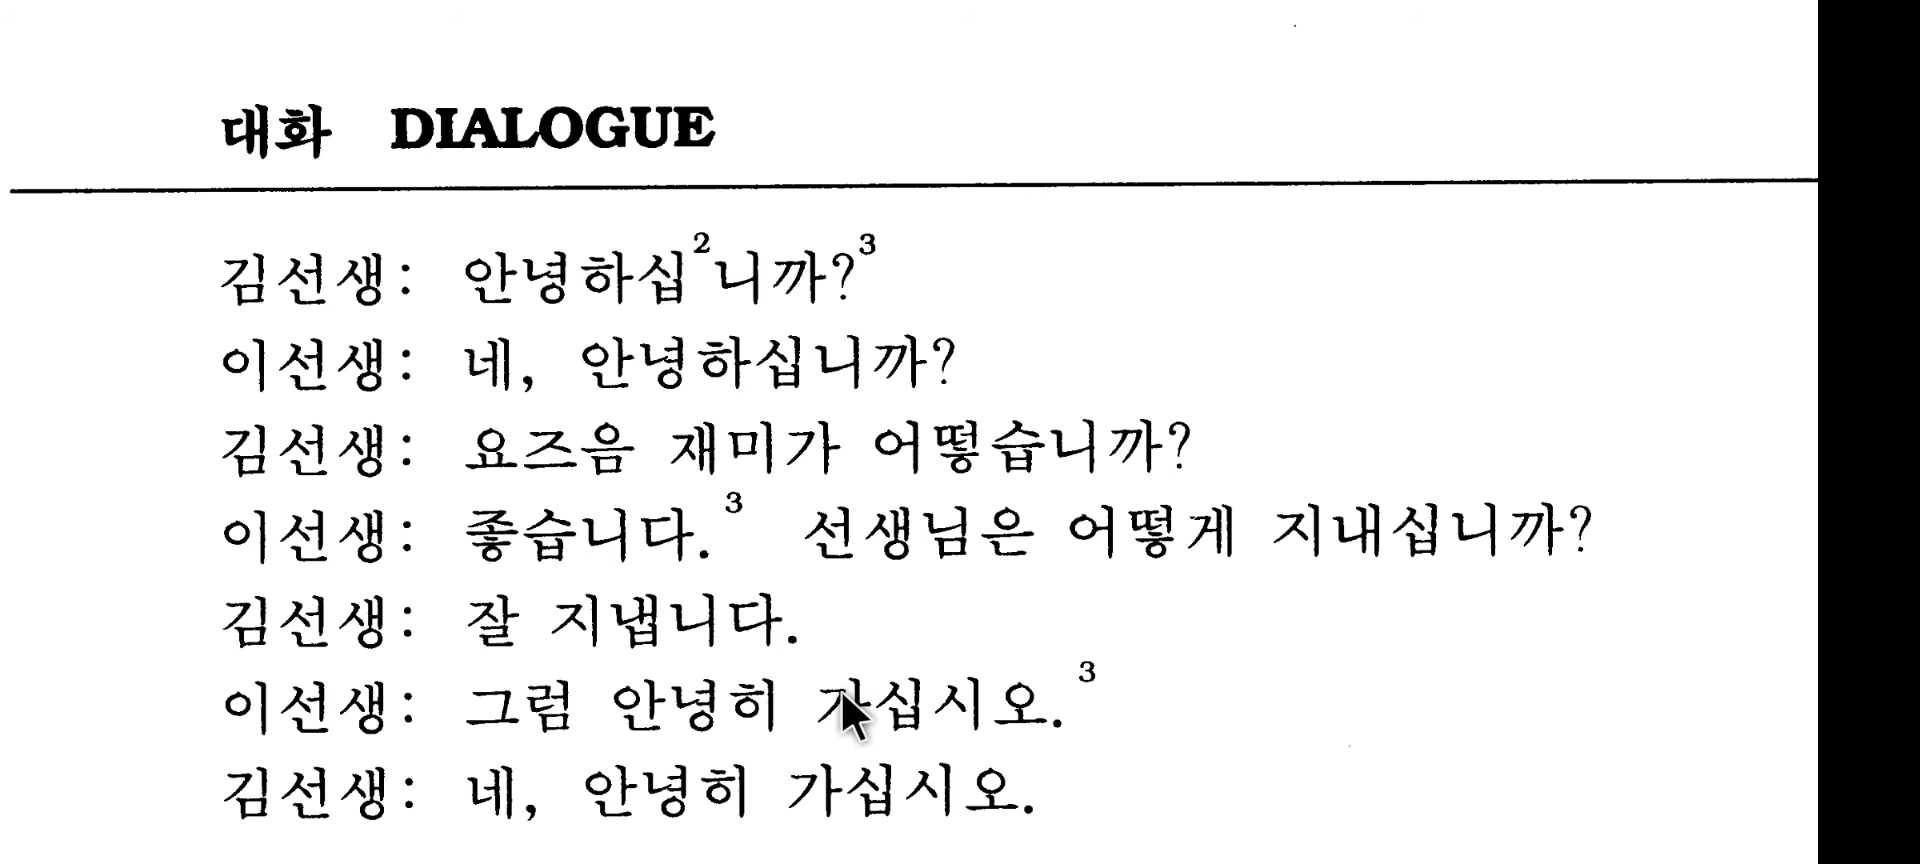 대화 DIALOGUE
김선생: 안녕하십²니까?³
이선생: 네, 안녕하십니까?
김선생: 요즈음 재미가 어떻습니까?
이선생: 좋습니다.³ 선생님은 어떻게 지내십니까?
김선생: 잘 지냅니다.
이선생: 그럼 안녕히 가십시오.³
김선생: 네, 안녕히 가십시오.